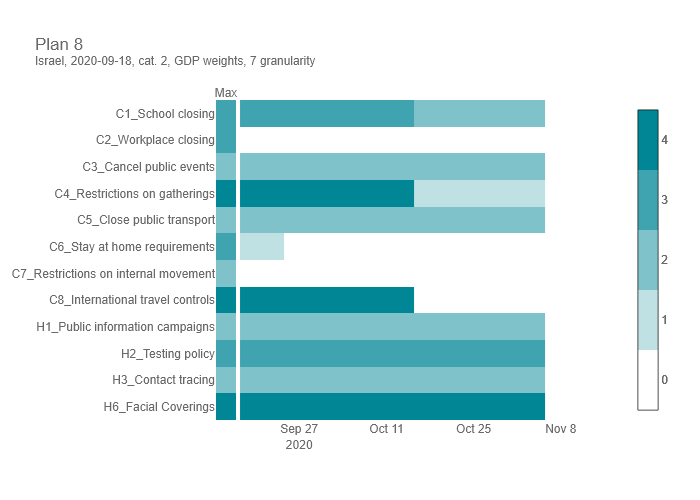 Plan 8
Israel, 2020-09-18, cat. 2, GDP weights, 7 granularity
Max
C1_School closing
C2_Workplace closing
C3_Cancel public events
C4_Restrictions on gatherings
C5_Close public transport
C6_Stay at home requirements
C7_Restrictions on internal movement
C8_International travel controls
H1_Public information campaigns
H2_Testing policy
H3_Contact tracing
H6_Facial Coverings
Sep 27 Oct 11 Oct 25 Nov 8
2020
4
3
2
1
0